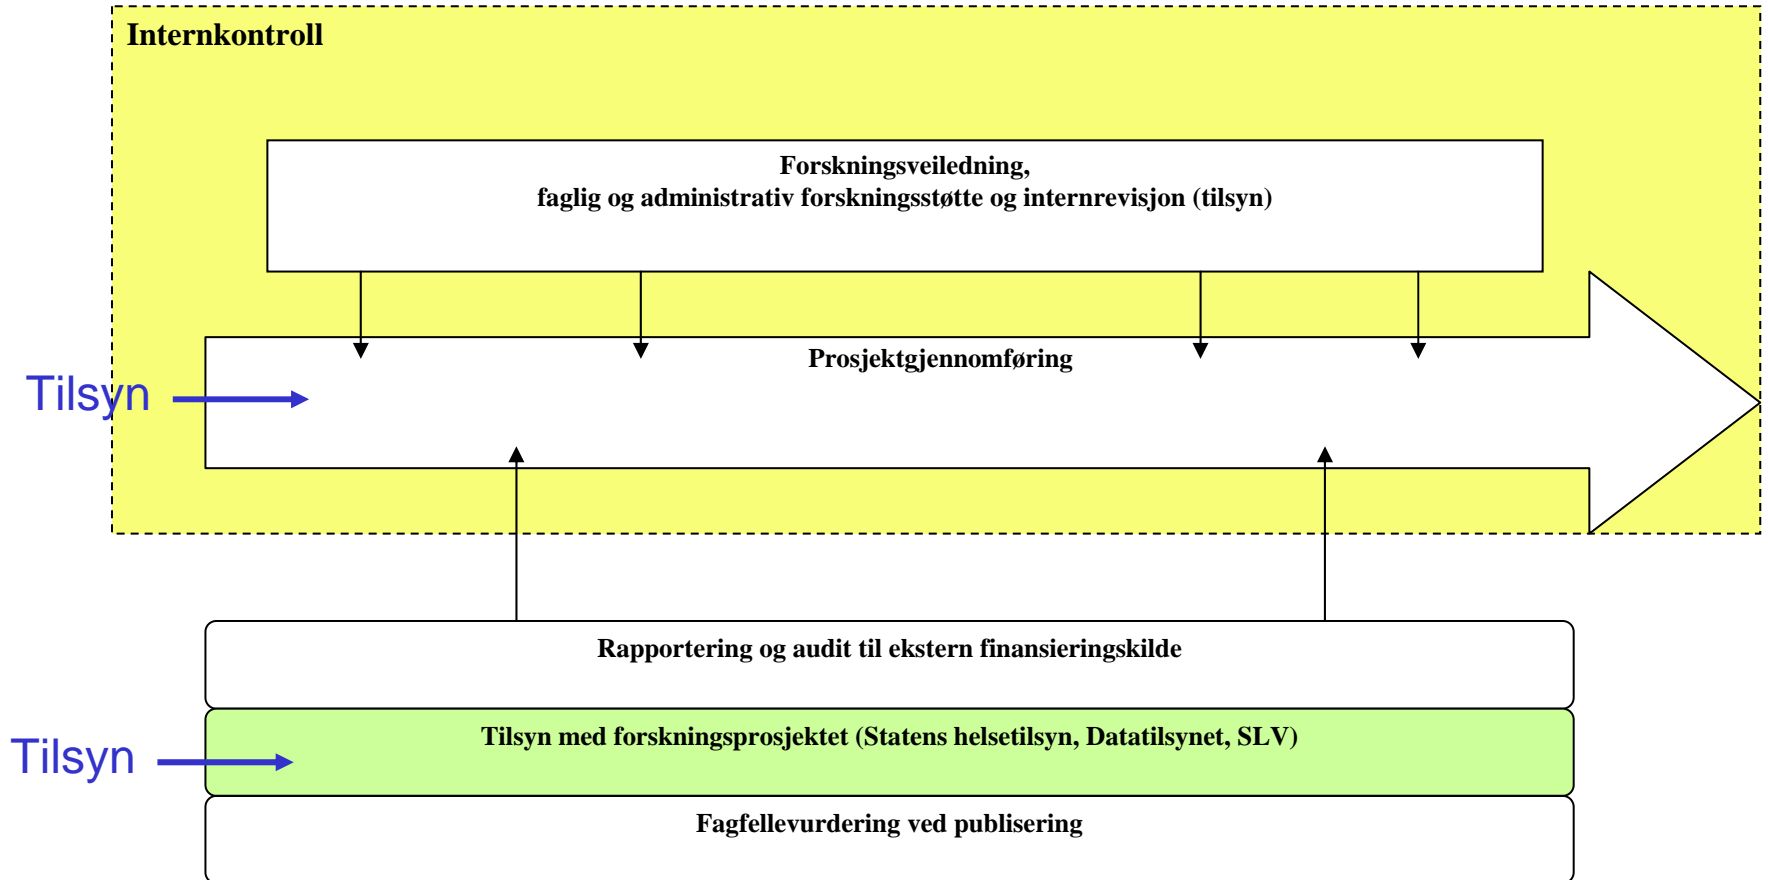 Internkontroll
Forskningsveiledning,
faglig og administrativ forskningsstøtte og internrevisjon (tilsyn)
Prosjektgjennomføring
Tilsyn
Rapportering og audit til ekstern finansieringskilde
Tilsyn med forskningsprosjektet (Statens helsetilsyn, Datatilsynet, SLV)
Tilsyn
Fagfellevurdering ved publisering